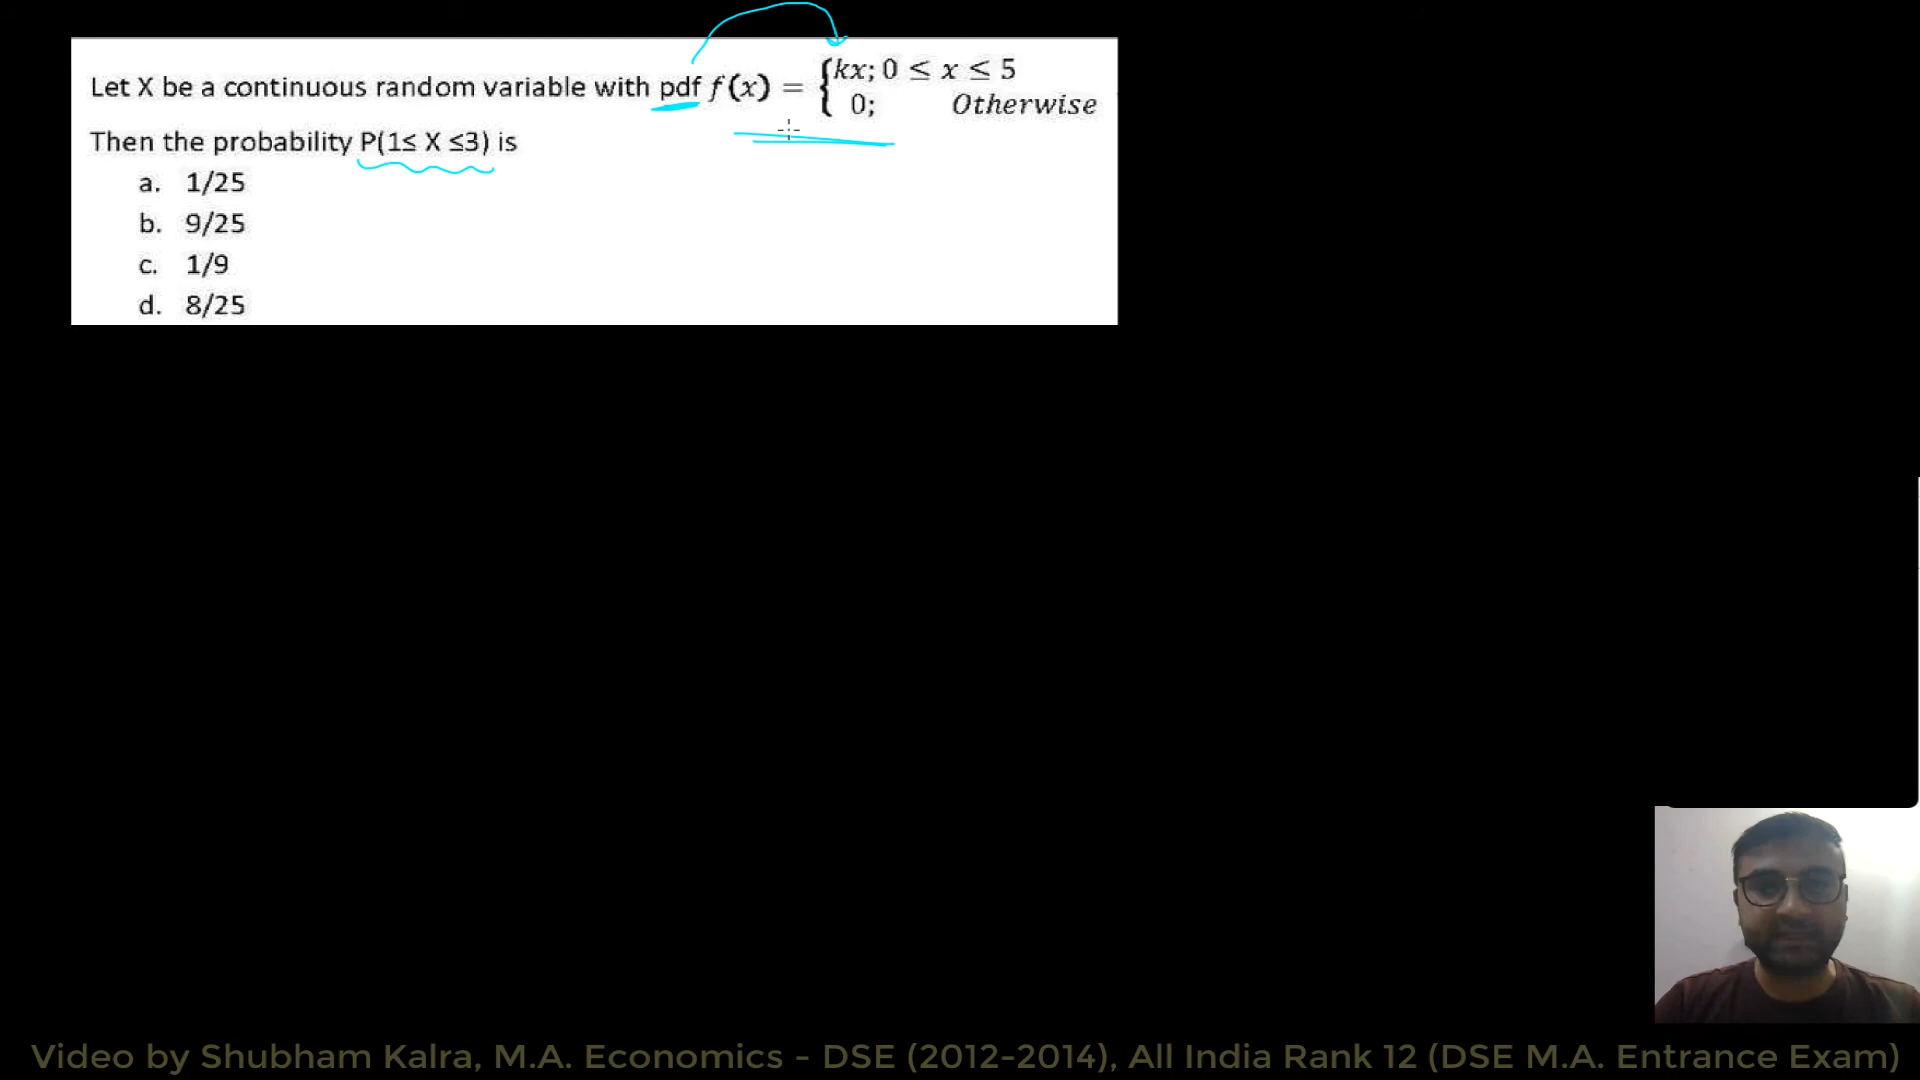 Let X be a continuous random variable with pdf f(x) = {kx; 0 ≤ x ≤ 5
0; Otherwise
Then the probability P(1≤ X ≤3) is
a. 1/25
b. 9/25
c. 1/9
d. 8/25
Video by Shubham Kalra, M.A. Economics - DSE (2012-2014), All India Rank 12 (DSE M.A. Entrance Exam)